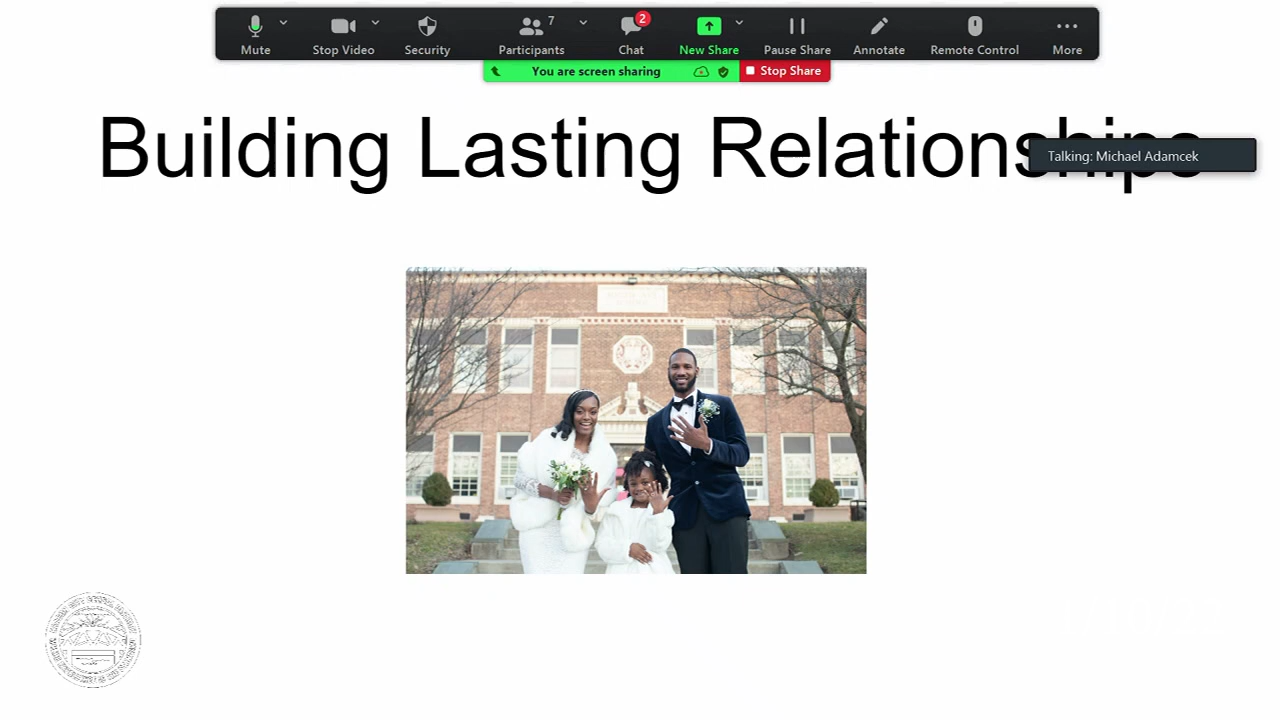 7
2
Mute
Stop Video
Security
Participants
Chat
New Share
Pause Share
Annotate
Remote Control
More
You are screen sharing
Stop Share
Building Lasting Relationships
Talking: Michael Adamcek